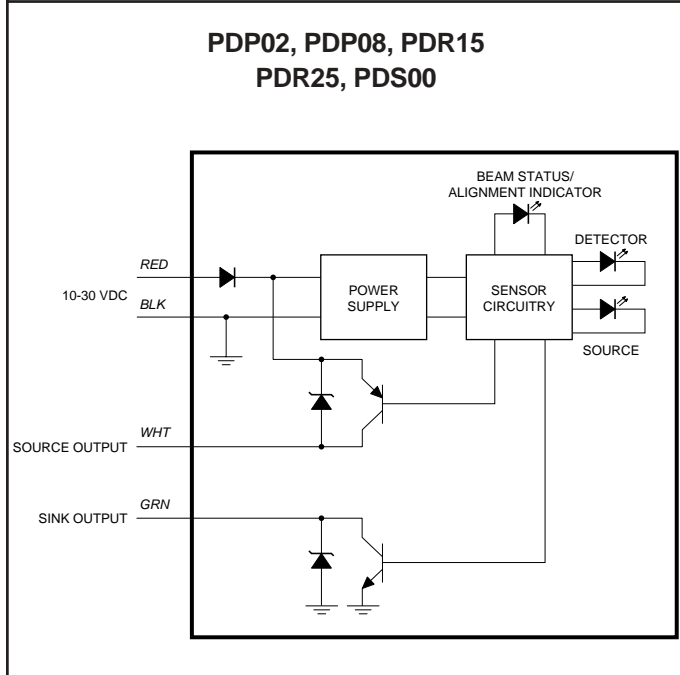 PDP02, PDP08, PDR15
PDR25, PDS00
BEAM STATUS/
ALIGNMENT INDICATOR
DETECTOR
RED
10-30 VDC
BLK
POWER
SUPPLY
SENSOR
CIRCUITRY
SOURCE
WHT
SOURCE OUTPUT
GRN
SINK OUTPUT